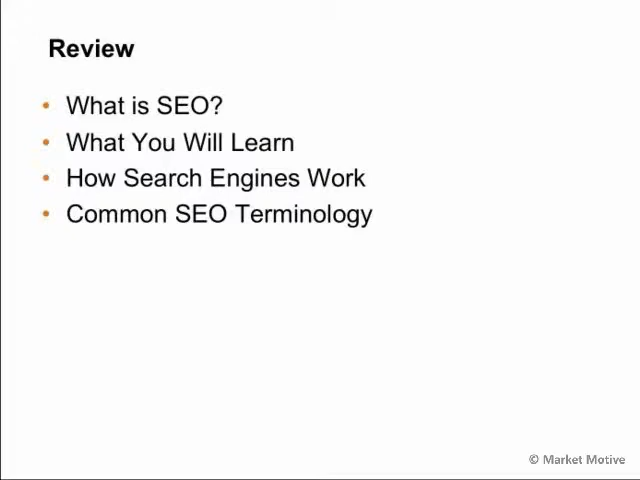 Review
• What is SEO?
• What You Will Learn
• How Search Engines Work
• Common SEO Terminology
© Market Motive